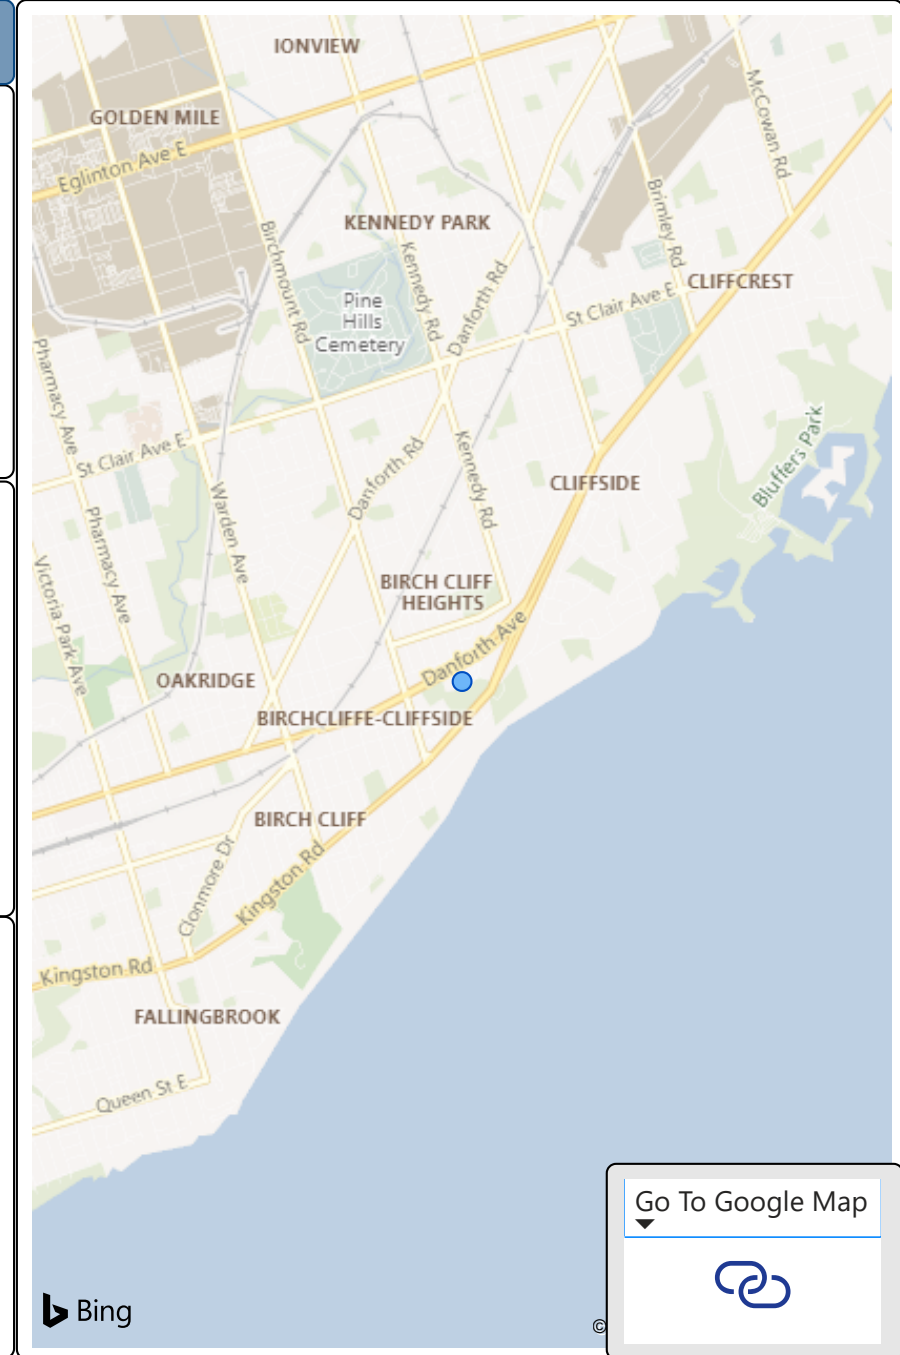 IONVIEW
McCowan Rd
GOLDEN MILE
Eglinton Ave E
Brimley Rd
KENNEDY PARK
Birchmount Rd
Kennedy Rd
Danforth Rd
CLIFFCREST
St Clair Ave E
Pine
Hills
Cemetery
Pharmacy Ave
St Clair Ave E
Danforth Rd
Kennedy Rd
Bluffers Park
CLIFFSIDE
Warden Ave
Pharmacy Ave
Victoria Park Ave
BIRCH CLIFF
HEIGHTS
Danforth Ave
OAKRIDGE
BIRCHCLIFFE-CLIFFSIDE
BIRCH CLIFF
Clonmore Dr
Kingston Rd
Kingston Rd
FALLINGBROOK
Queen St E
Go To Google Map
Bing
©